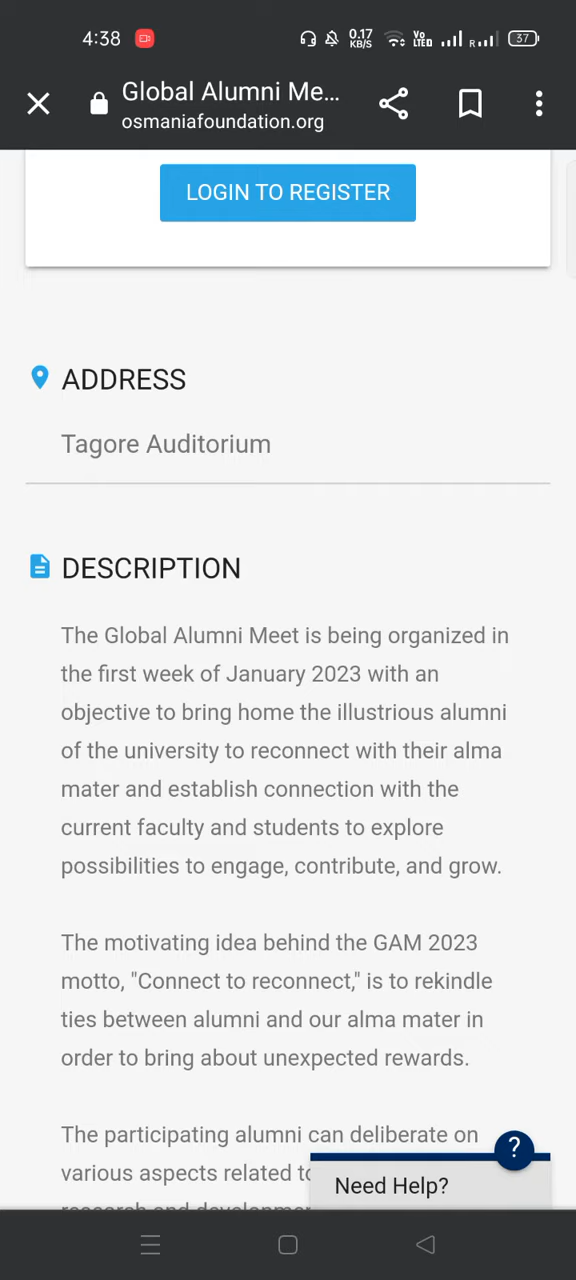 4:38 0.17 KB/S Vo LTED R 37
Global Alumni Me...
osmaniafoundation.org
LOGIN TO REGISTER
ADDRESS
Tagore Auditorium
DESCRIPTION
The Global Alumni Meet is being organized in
the first week of January 2023 with an
objective to bring home the illustrious alumni
of the university to reconnect with their alma
mater and establish connection with the
current faculty and students to explore
possibilities to engage, contribute, and grow.
The motivating idea behind the GAM 2023
motto, "Connect to reconnect," is to rekindle
ties between alumni and our alma mater in
order to bring about unexpected rewards.
The participating alumni can deliberate on
various aspects related to
?
Need Help?